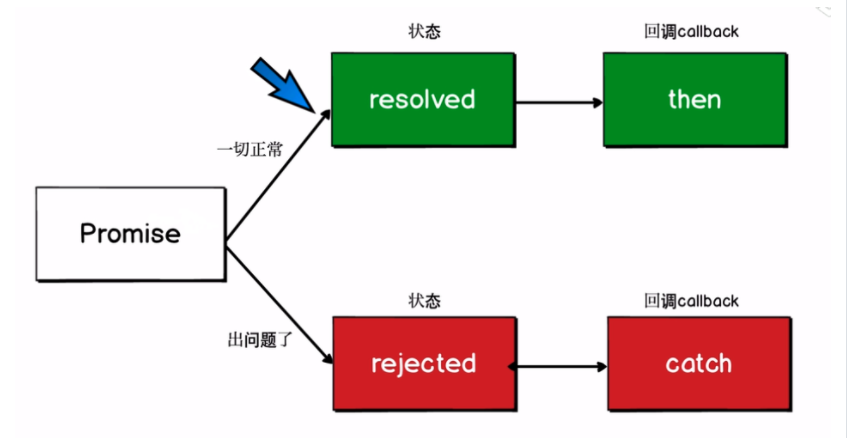 状态
回调callback
resolved
then
一切正常
Promise
状态
回调callback
出问题了
rejected
catch